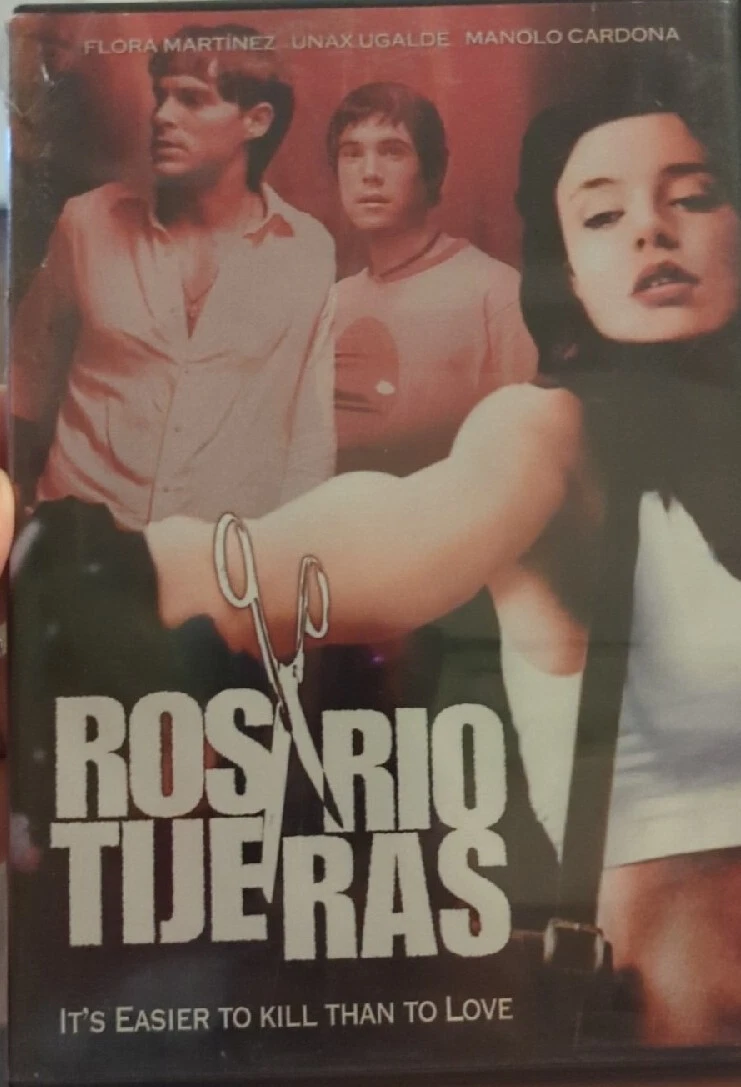 FLORA MARTÍNEZ UNAX UGALDE MANOLO CARDONA
ROSARIO
TIJERAS
IT'S EASIER TO KILL THAN TO LOVE